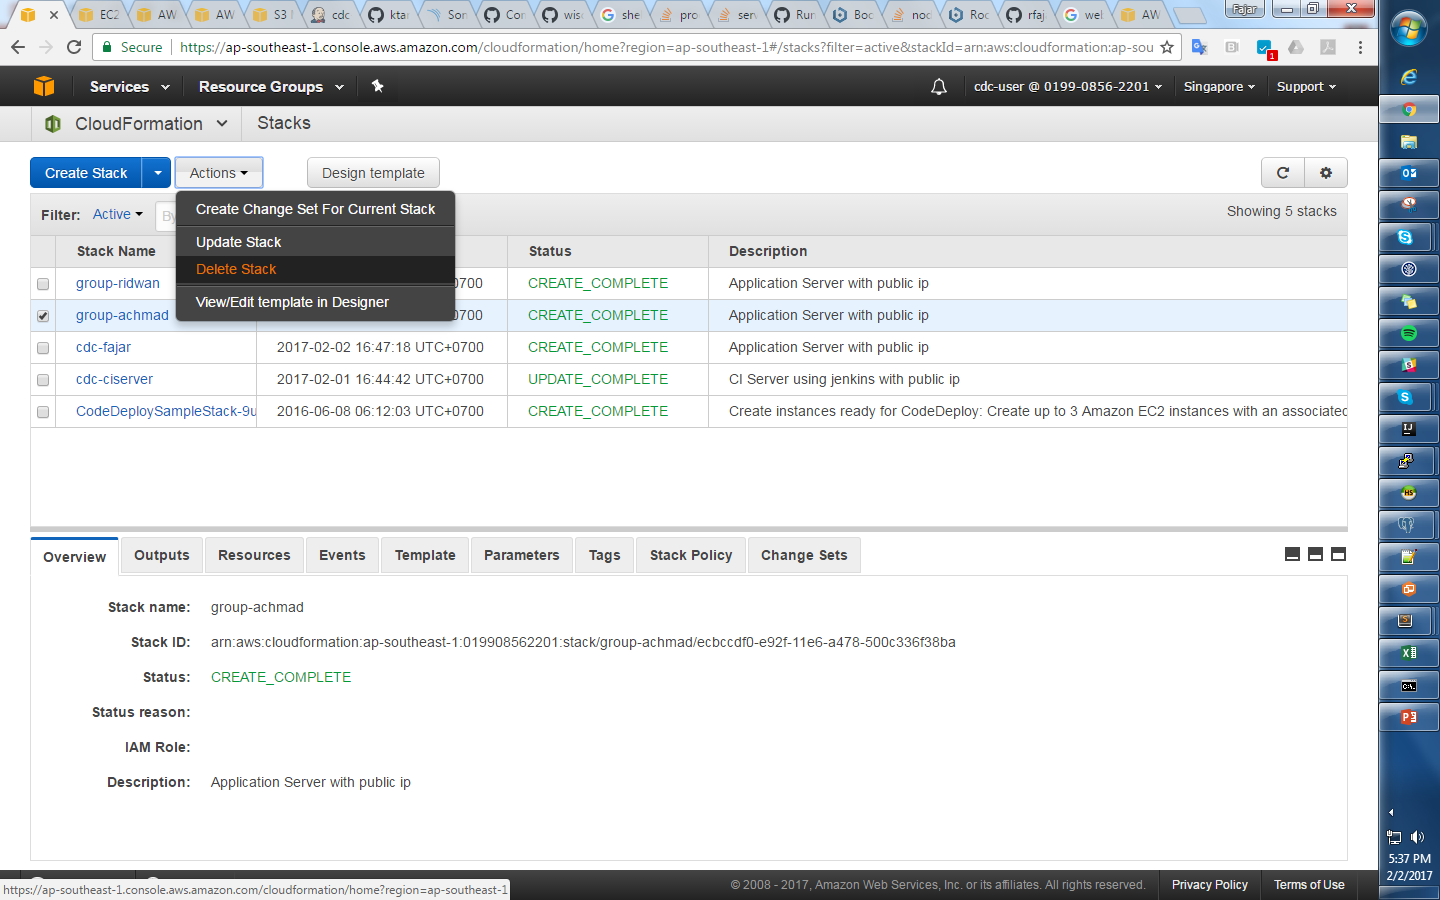 EC2
AW
AW
S3
cdc
ktar
Son
Con
wis
she
pro
serv
Run
Boo
nod
Roc
rfaj
wel
AW
Fajar
Secure https://ap-southeast-1.console.aws.amazon.com/cloudformation/home?region=ap-southeast-1#/stacks?filter=active&stackId=arn:aws:cloudformation:ap-sou
1
Services Resource Groups cdc-user @ 0199-0856-2201 Singapore Support
CloudFormation Stacks
Create Stack Actions Design template
Create Change Set For Current Stack
Update Stack
Delete Stack
View/Edit template in Designer
Filter: Active By Showing 5 stacks
Stack Name Status Description
group-ridwan +0700 CREATE_COMPLETE Application Server with public ip
group-achmad +0700 CREATE_COMPLETE Application Server with public ip
cdc-fajar 2017-02-02 16:47:18 UTC+0700 CREATE_COMPLETE Application Server with public ip
cdc-ciserver 2017-02-01 16:44:42 UTC+0700 UPDATE_COMPLETE CI Server using jenkins with public ip
CodeDeploySampleStack-9u 2016-06-08 06:12:03 UTC+0700 CREATE_COMPLETE Create instances ready for CodeDeploy: Create up to 3 Amazon EC2 instances with an associated
Overview Outputs Resources Events Template Parameters Tags Stack Policy Change Sets
Stack name: group-achmad
Stack ID: arn:aws:cloudformation:ap-southeast-1:019908562201:stack/group-achmad/ecbccdf0-e92f-11e6-a478-500c336f38ba
Status: CREATE_COMPLETE
Status reason:
IAM Role:
Description: Application Server with public ip
https://ap-southeast-1.console.aws.amazon.com/cloudformation/home?region=ap-southeast-1
© 2008 - 2017, Amazon Web Services, Inc. or its affiliates. All rights reserved. Privacy Policy Terms of Use
5:37 PM
2/2/2017